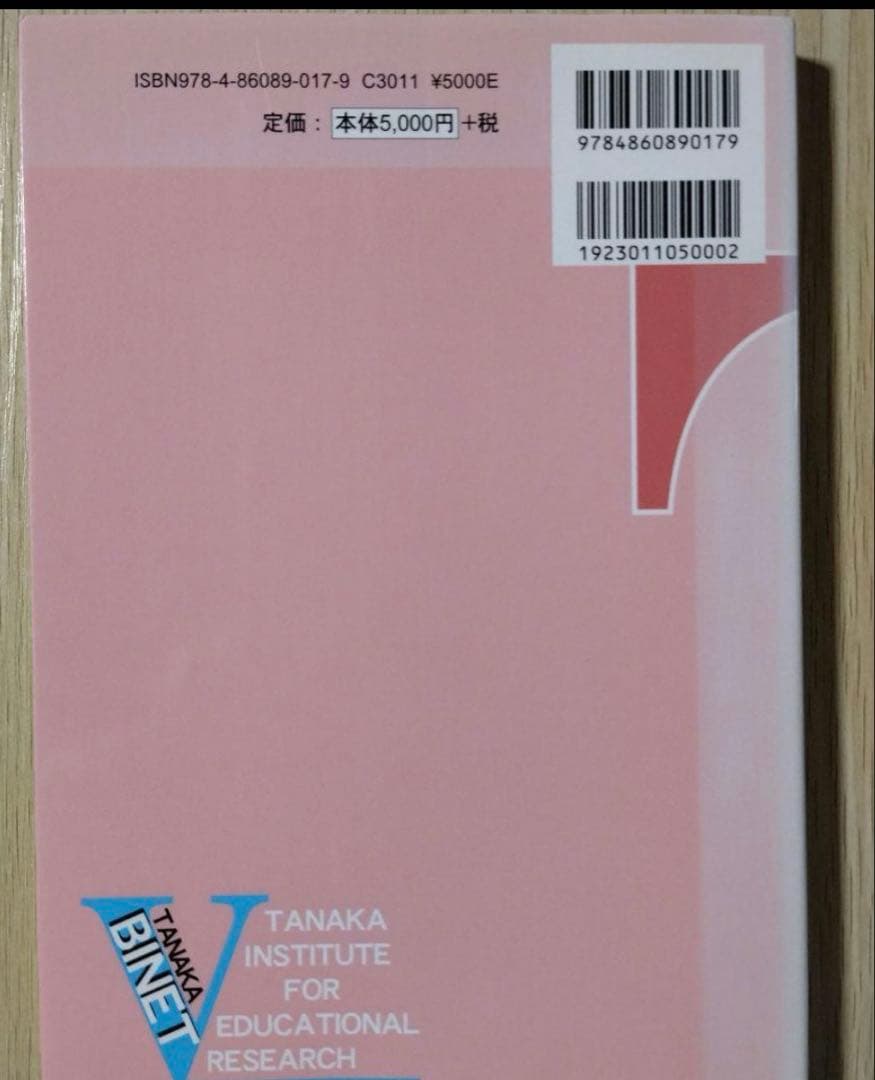 ISBN978-4-86089-017-9 C3011 ¥5000E
定価：本体5,000円+税
9784860890179
1923011050002
V
TANAKA
BINET
TANAKA
INSTITUTE
FOR
EDUCATIONAL
RESEARCH